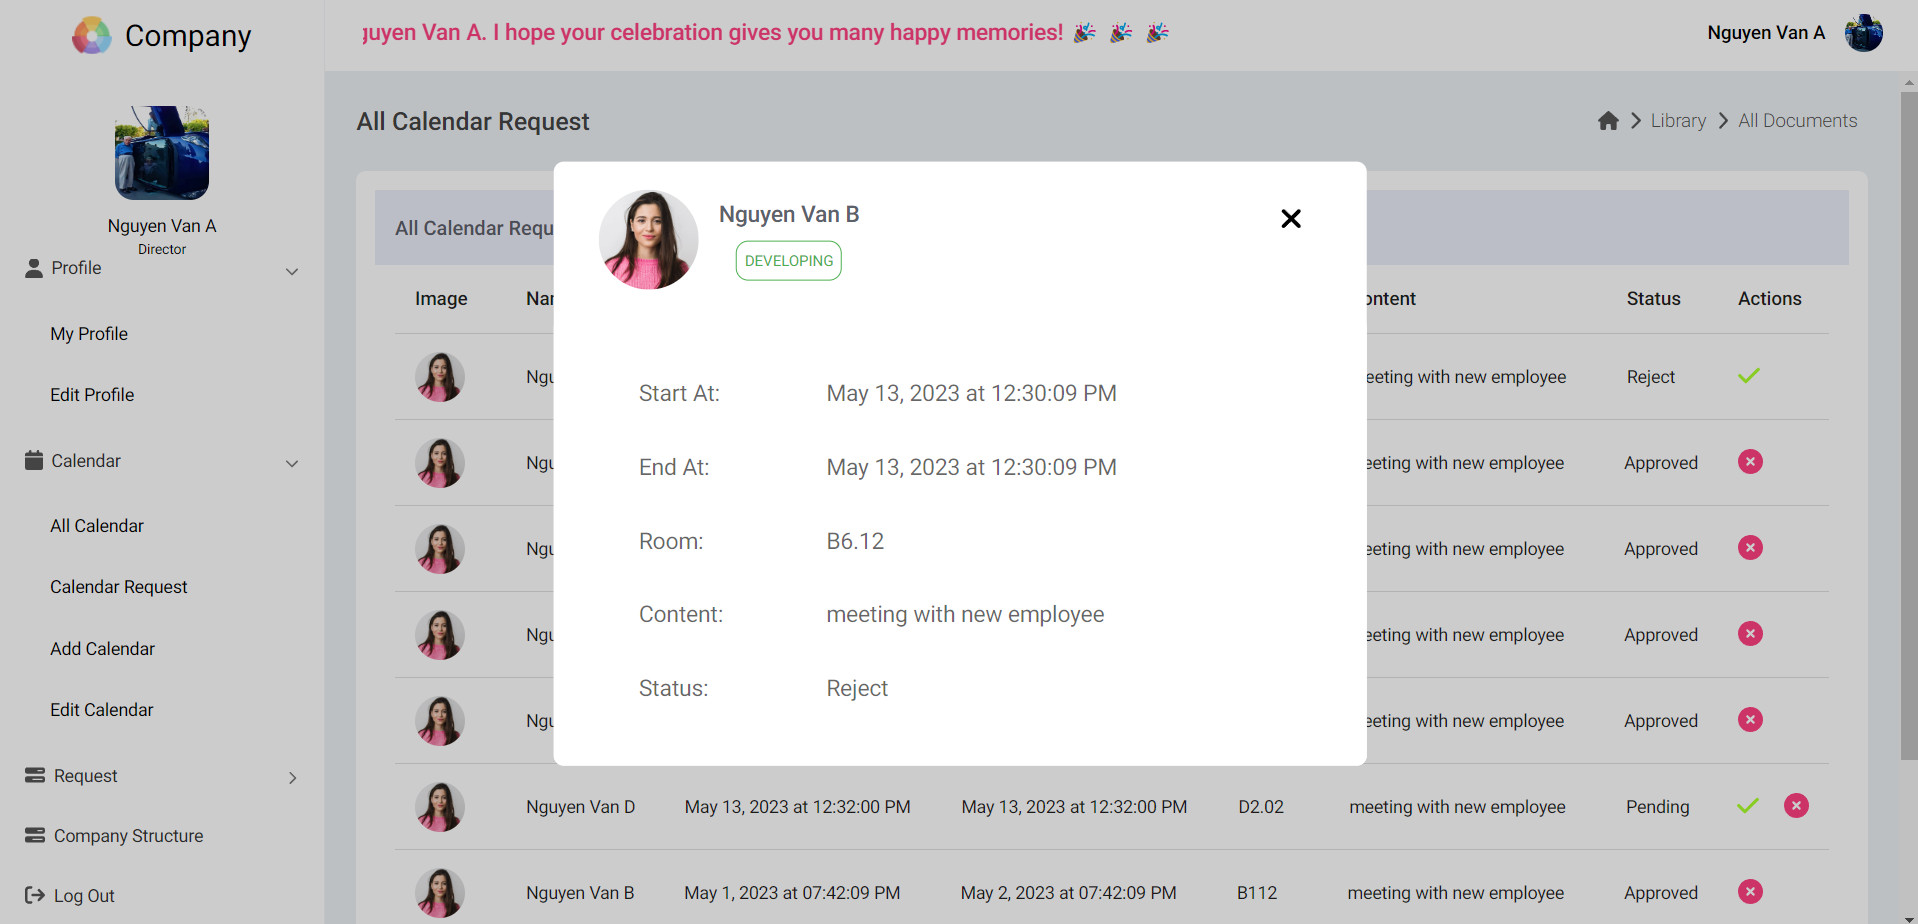 Company
guyen Van A. I hope your celebration gives you many happy memories! 🎉 🎉 🎉
Nguyen Van A
Nguyen Van A
Director
Profile
My Profile
Edit Profile
Calendar
All Calendar
Calendar Request
Add Calendar
Edit Calendar
Request
Company Structure
Log Out
All Calendar Request
Library
All Documents
All Calendar Requ
Image Nar ontent Status Actions
Ngu eeting with new employee Reject
Ngu eeting with new employee Approved
Ngu eeting with new employee Approved
Ngu eeting with new employee Approved
Ngu eeting with new employee Approved
Nguyen Van D May 13, 2023 at 12:32:00 PM May 13, 2023 at 12:32:00 PM D2.02 meeting with new employee Pending
Nguyen Van B May 1, 2023 at 07:42:09 PM May 2, 2023 at 07:42:09 PM B112 meeting with new employee Approved
Nguyen Van B
DEVELOPING
Start At: May 13, 2023 at 12:30:09 PM
End At: May 13, 2023 at 12:30:09 PM
Room: B6.12
Content: meeting with new employee
Status: Reject